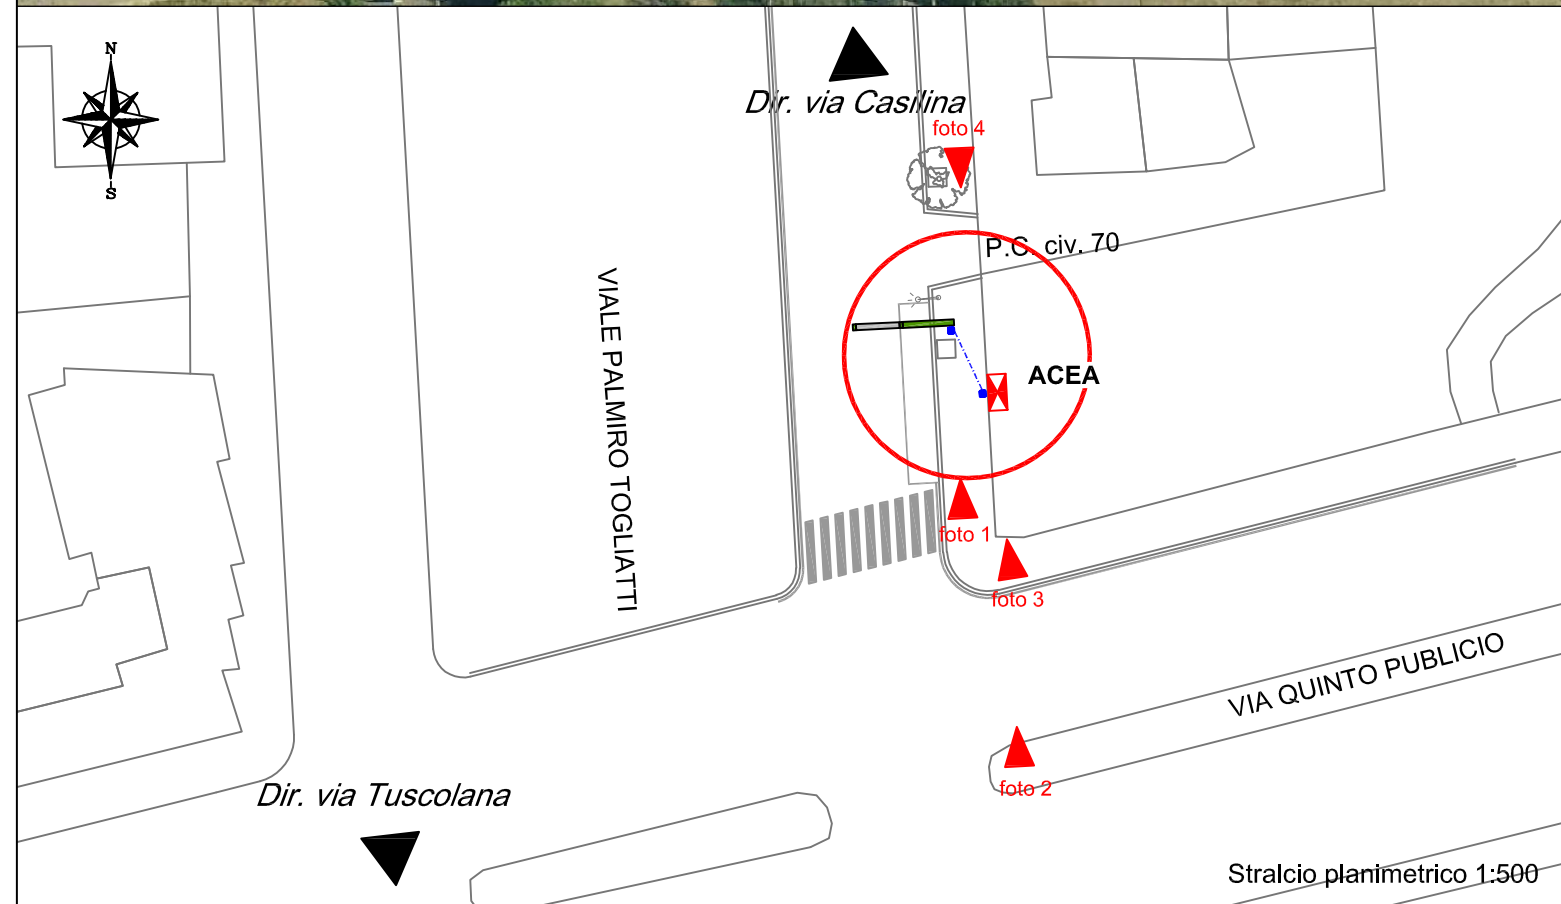 N
S
Dir. via Casilina
foto 4
P.C. civ. 70
VIALE PALMIRO TOGLIATTI
ACEA
foto 1
foto 3
VIA QUINTO PUBLICIO
foto 2
Dir. via Tuscolana
Stralcio planimetrico 1:500